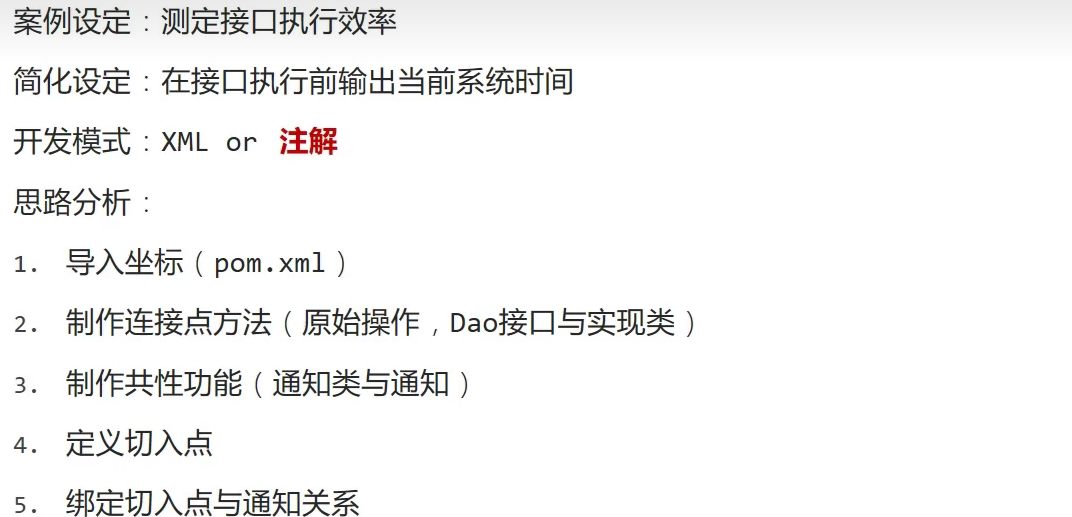 案例设定：测定接口执行效率
简化设定：在接口执行前输出当前系统时间
开发模式：XML or 注解
思路分析：
1. 导入坐标（pom.xml）
2. 制作连接点方法（原始操作，Dao接口与实现类）
3. 制作共性功能（通知类与通知）
4. 定义切入点
5. 绑定切入点与通知关系